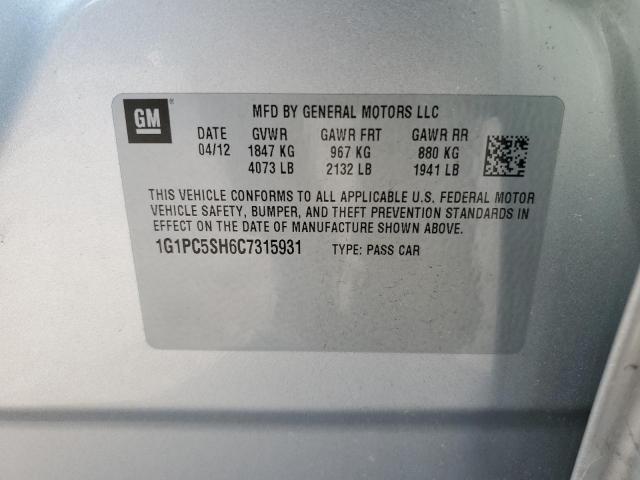 GM
MFD BY GENERAL MOTORS LLC
DATE GVWR GAWR FRT GAWR RR
04/12 1847 KG 967 KG 880 KG
4073 LB 2132 LB 1941 LB
THIS VEHICLE CONFORMS TO ALL APPLICABLE U.S. FEDERAL MOTOR
VEHICLE SAFETY, BUMPER, AND THEFT PREVENTION STANDARDS IN
EFFECT ON THE DATE OF MANUFACTURE SHOWN ABOVE.
1G1PC5SH6C7315931 TYPE: PASS CAR